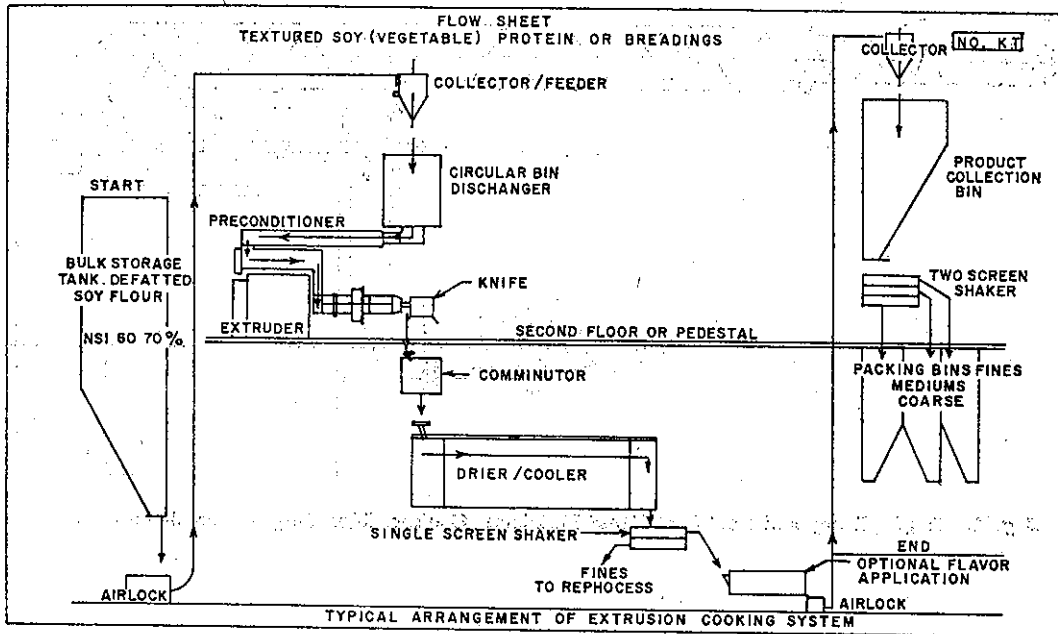 FLOW SHEET
TEXTURED SOY (VEGETABLE) PROTEIN OR BREADINGS
COLLECTOR
NO. KT
COLLECTOR/FEEDER
START
CIRCULAR BIN
DISCHANGER
PRODUCT
COLLECTION
BIN
PRECONDITIONER
BULK STORAGE
TANK. DEFATTED
SOY FLOUR
NSI 60 70%
KNIFE
TWO SCREEN
SHAKER
EXTRUDER
SECOND FLOOR OR PEDESTAL
COMMINUTOR
PACKING BINS FINES
MEDIUMS
COARSE
DRIER/COOLER
SINGLE SCREEN SHAKER
FINES
TO REPHOCESS
END
OPTIONAL FLAVOR
APPLICATION
AIRLOCK
AIRLOCK
TYPICAL ARRANGEMENT OF EXTRUSION COOKING SYSTEM